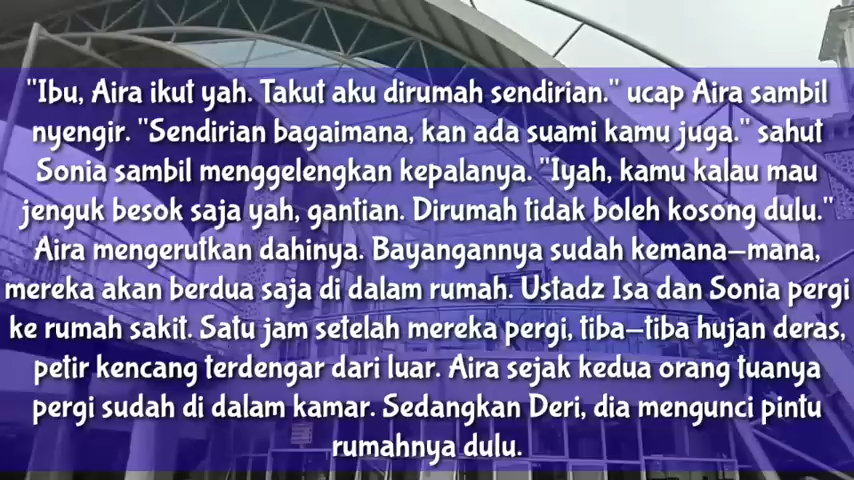 "Ibu, Aira ikut yah. Takut aku dirumah sendirian." ucap Aira sambil
nyengir. "Sendirian bagaimana, kan ada suami kamu juga." sahut
Sonia sambil menggelengkan kepalanya. "Iyah, kamu kalau mau
jenguk besok saja yah, gantian. Dirumah tidak boleh kosong dulu."
Aira mengerutkan dahinya. Bayangannya sudah kemana-mana,
mereka akan berdua saja di dalam rumah. Ustadz Isa dan Sonia pergi
ke rumah sakit. Satu jam setelah mereka pergi, tiba-tiba hujan deras,
petir kencang terdengar dari luar. Aira sejak kedua orang tuanya
pergi sudah di dalam kamar. Sedangkan Deri, dia mengunci pintu
rumahnya dulu.